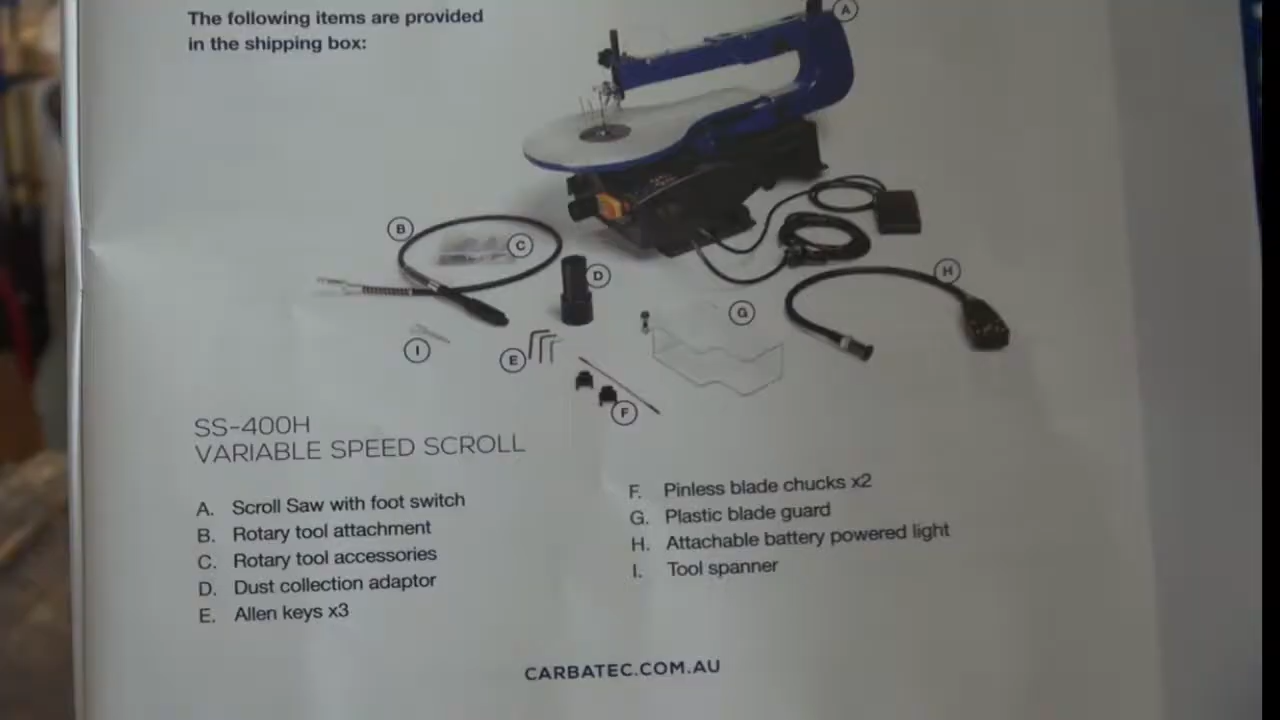 The following items are provided
in the shipping box:
A
B
C
D
H
G
I
E
F
SS-400H
VARIABLE SPEED SCROLL
A. Scroll Saw with foot switch
B. Rotary tool attachment
C. Rotary tool accessories
D. Dust collection adaptor
E. Allen keys x3
F. Pinless blade chucks x2
G. Plastic blade guard
H. Attachable battery powered light
I. Tool spanner
CARBATEC.COM.AU